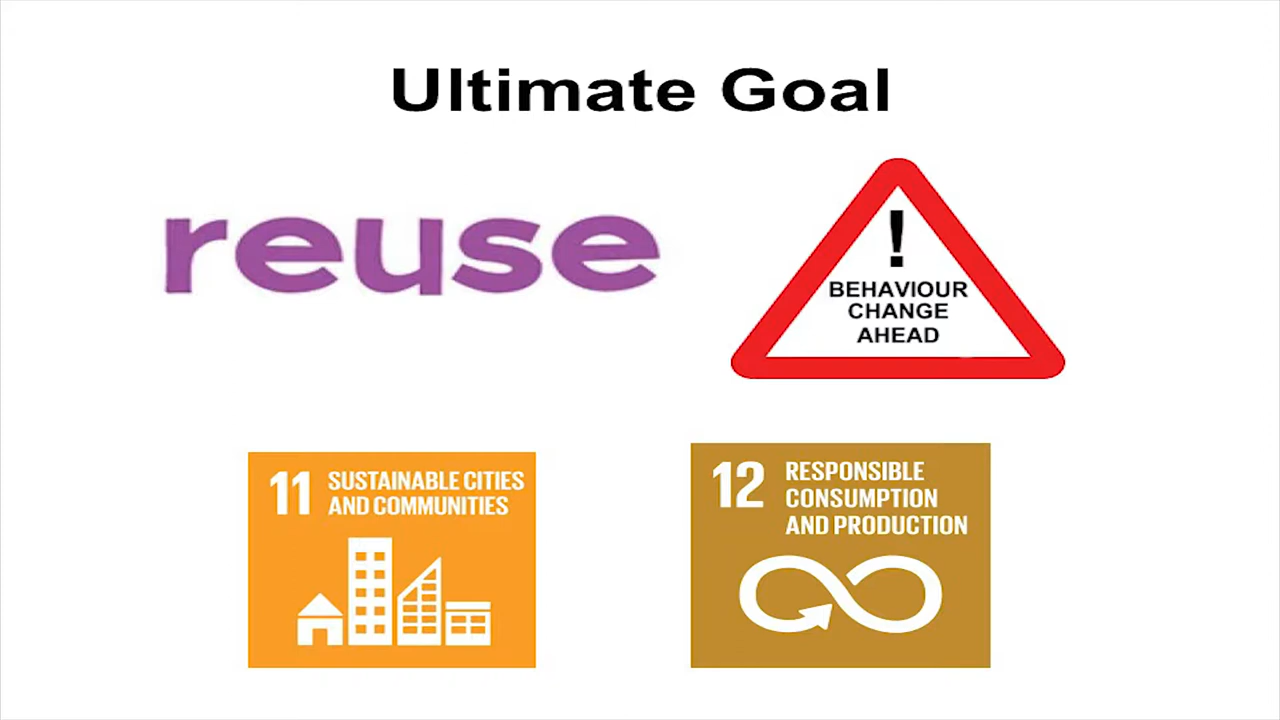 Ultimate Goal
reuse
!
BEHAVIOUR
CHANGE
AHEAD
11 SUSTAINABLE CITIES
AND COMMUNITIES
12 RESPONSIBLE
CONSUMPTION
AND PRODUCTION